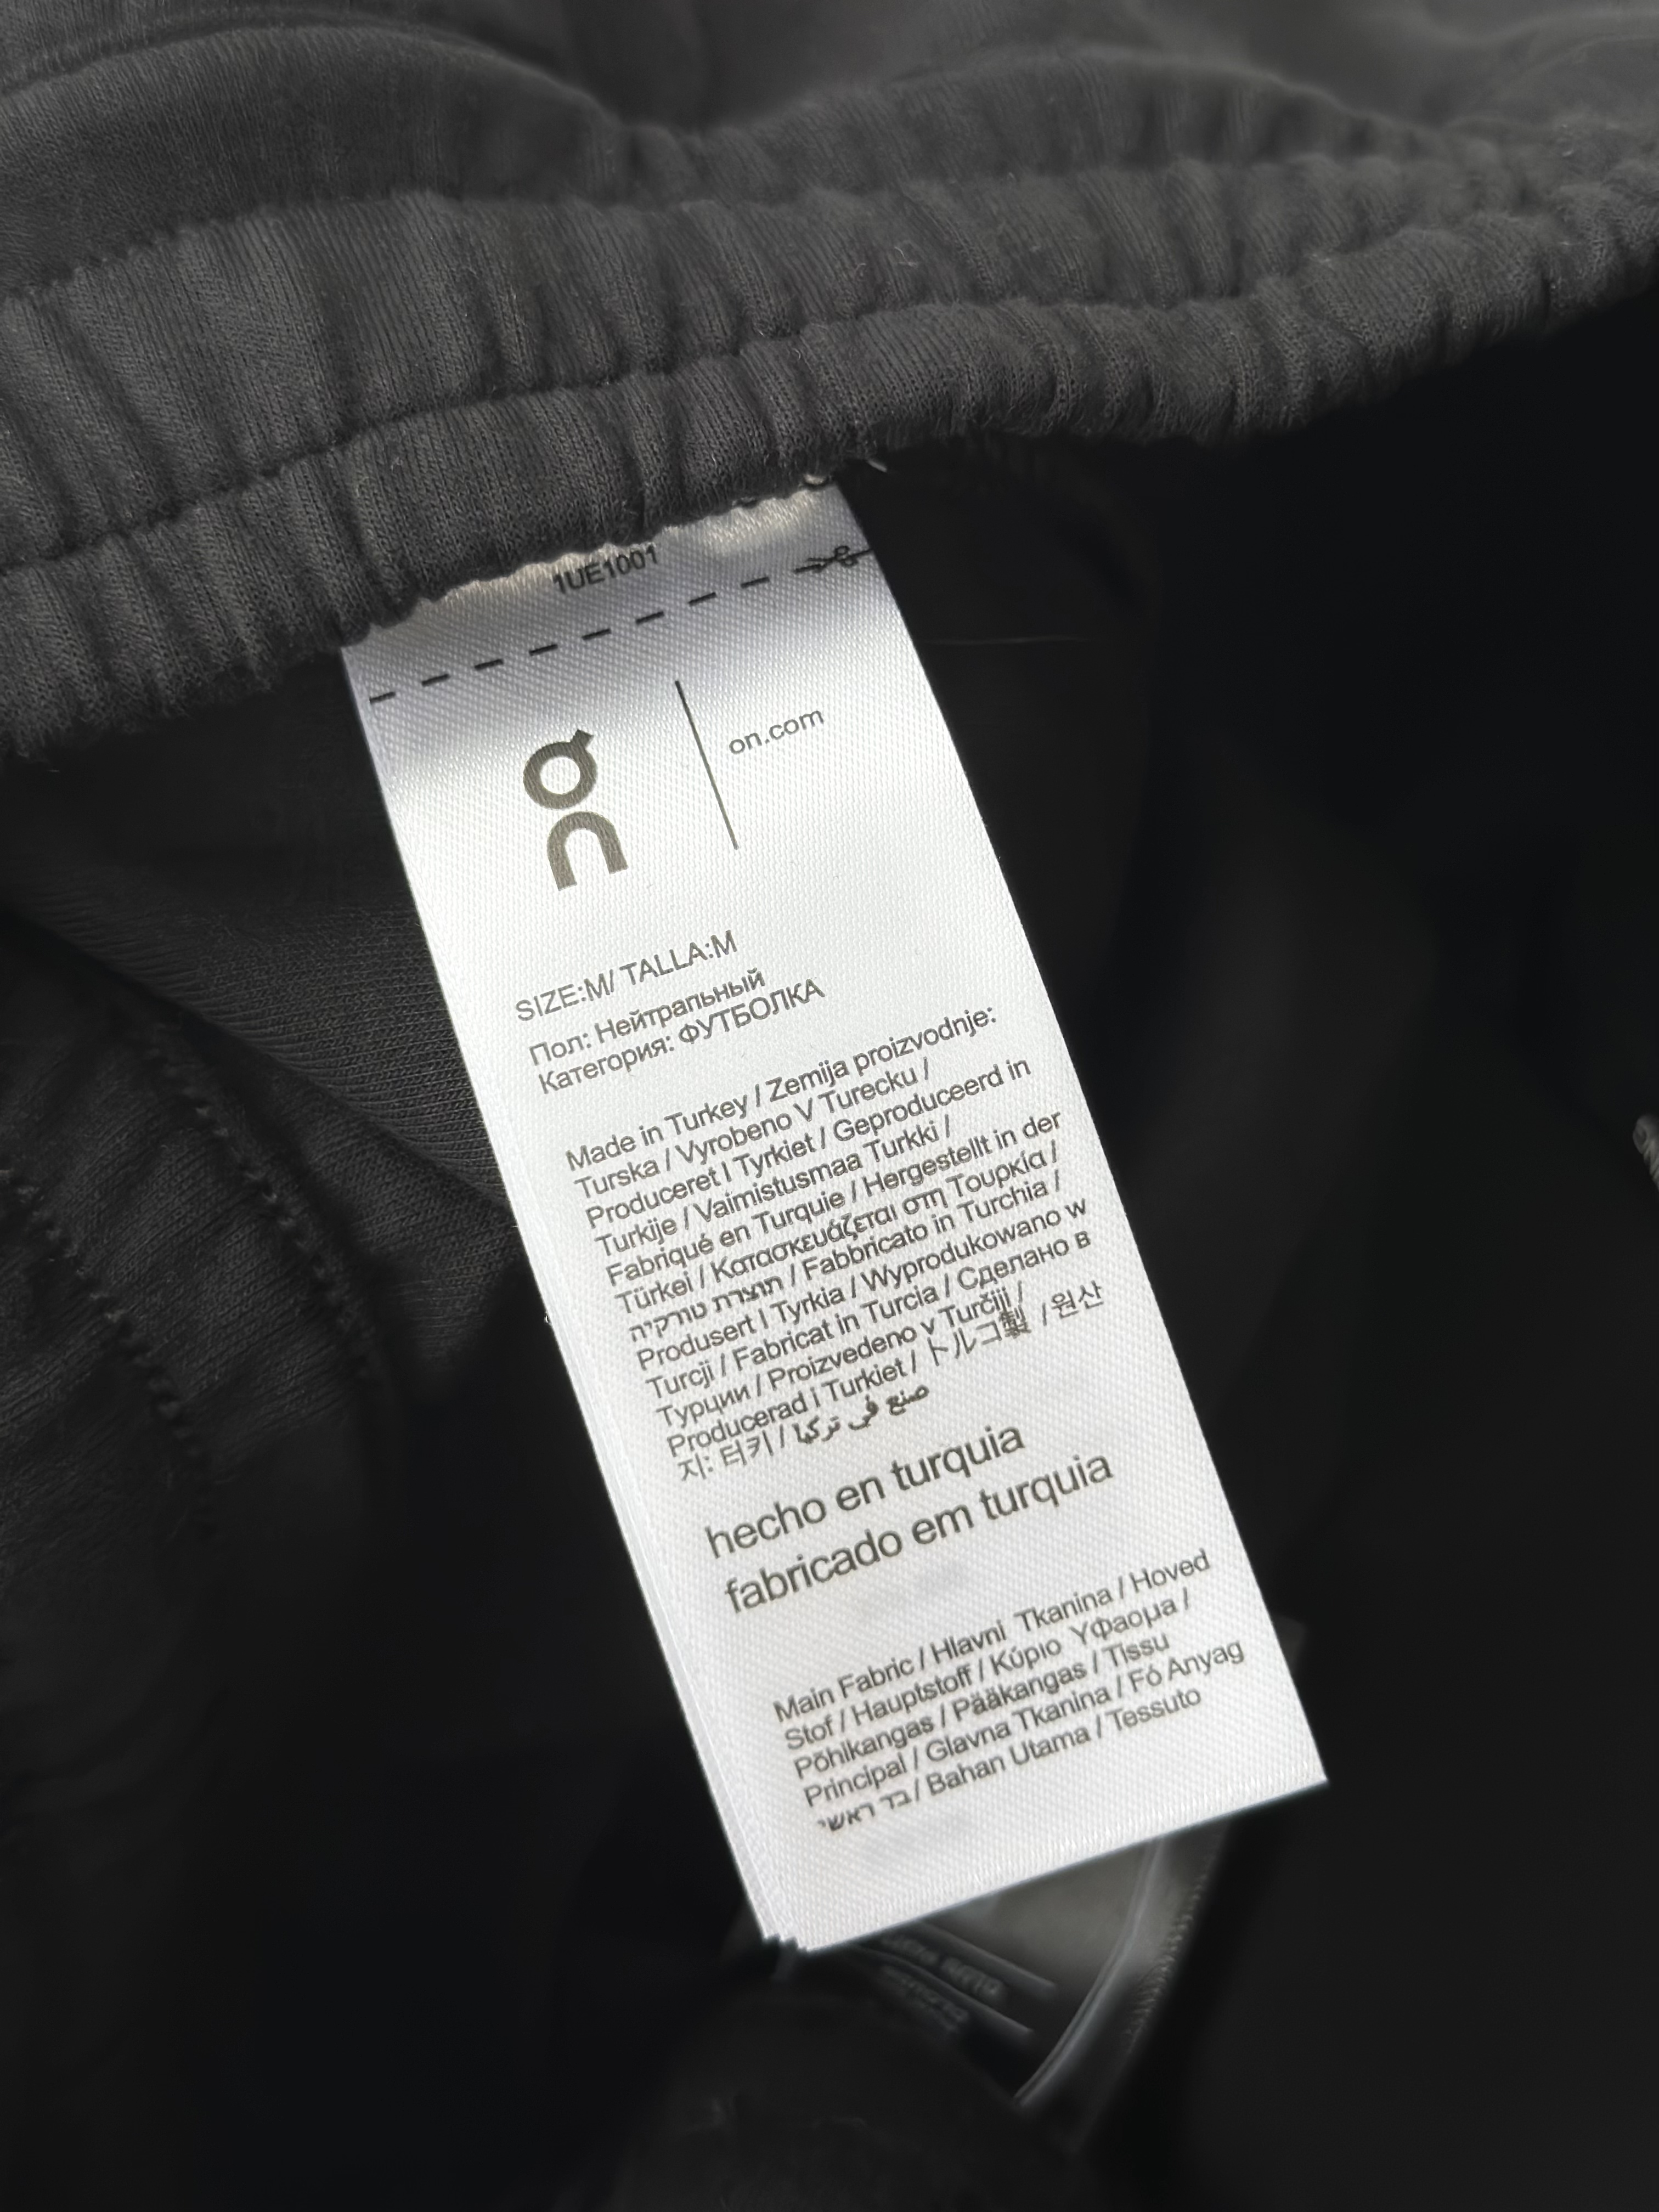 1UE1001
on
on.com
SIZE:M/ TALLA:M
Пол: Нейтральный
Категория: ФУТБОЛКА
Made in Turkey / Zemija proizvodnje:
Turska / Vyrobeno V Turecku /
Produceret I Tyrkiet / Geproduceerd in
Turkije / Vaimistusmaa Turkki /
Fabriqué en Turquie / Hergestellt in der
Türkei / Κατασκευάζεται στη Τουρκία /
תוצרת טורקיה / Fabbricato in Turchia /
Produsert I Tyrkia / Wyprodukowano w
Turcji / Fabricat in Turcia / Сделано в
Турции / Proizvedeno v Turčiji /
Producerad i Turkiet / トルコ製 / 원산
지: 터키 / صنع في تركيا
hecho en turquia
fabricado em turquia
Main Fabric / Hlavni Tkanina / Hoved
Stof / Hauptstoff / Κύριο Υφαομα /
Põhikangas / Pääkangas / Tissu
Principal / Glavna Tkanina / Fó Anyag
בד ראשי / Bahan Utama / Tessuto